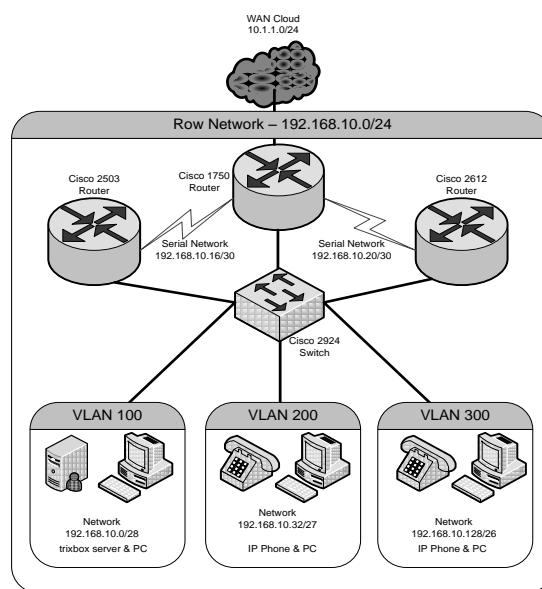 WAN Cloud
10.1.1.0/24
Row Network – 192.168.10.0/24
Cisco 2503
Router
Cisco 1750
Router
Cisco 2612
Router
Serial Network
192.168.10.16/30
Serial Network
192.168.10.20/30
Cisco 2924
Switch
VLAN 100
Network
192.168.10.0/28
trixbox server & PC
VLAN 200
Network
192.168.10.32/27
IP Phone & PC
VLAN 300
Network
192.168.10.128/26
IP Phone & PC